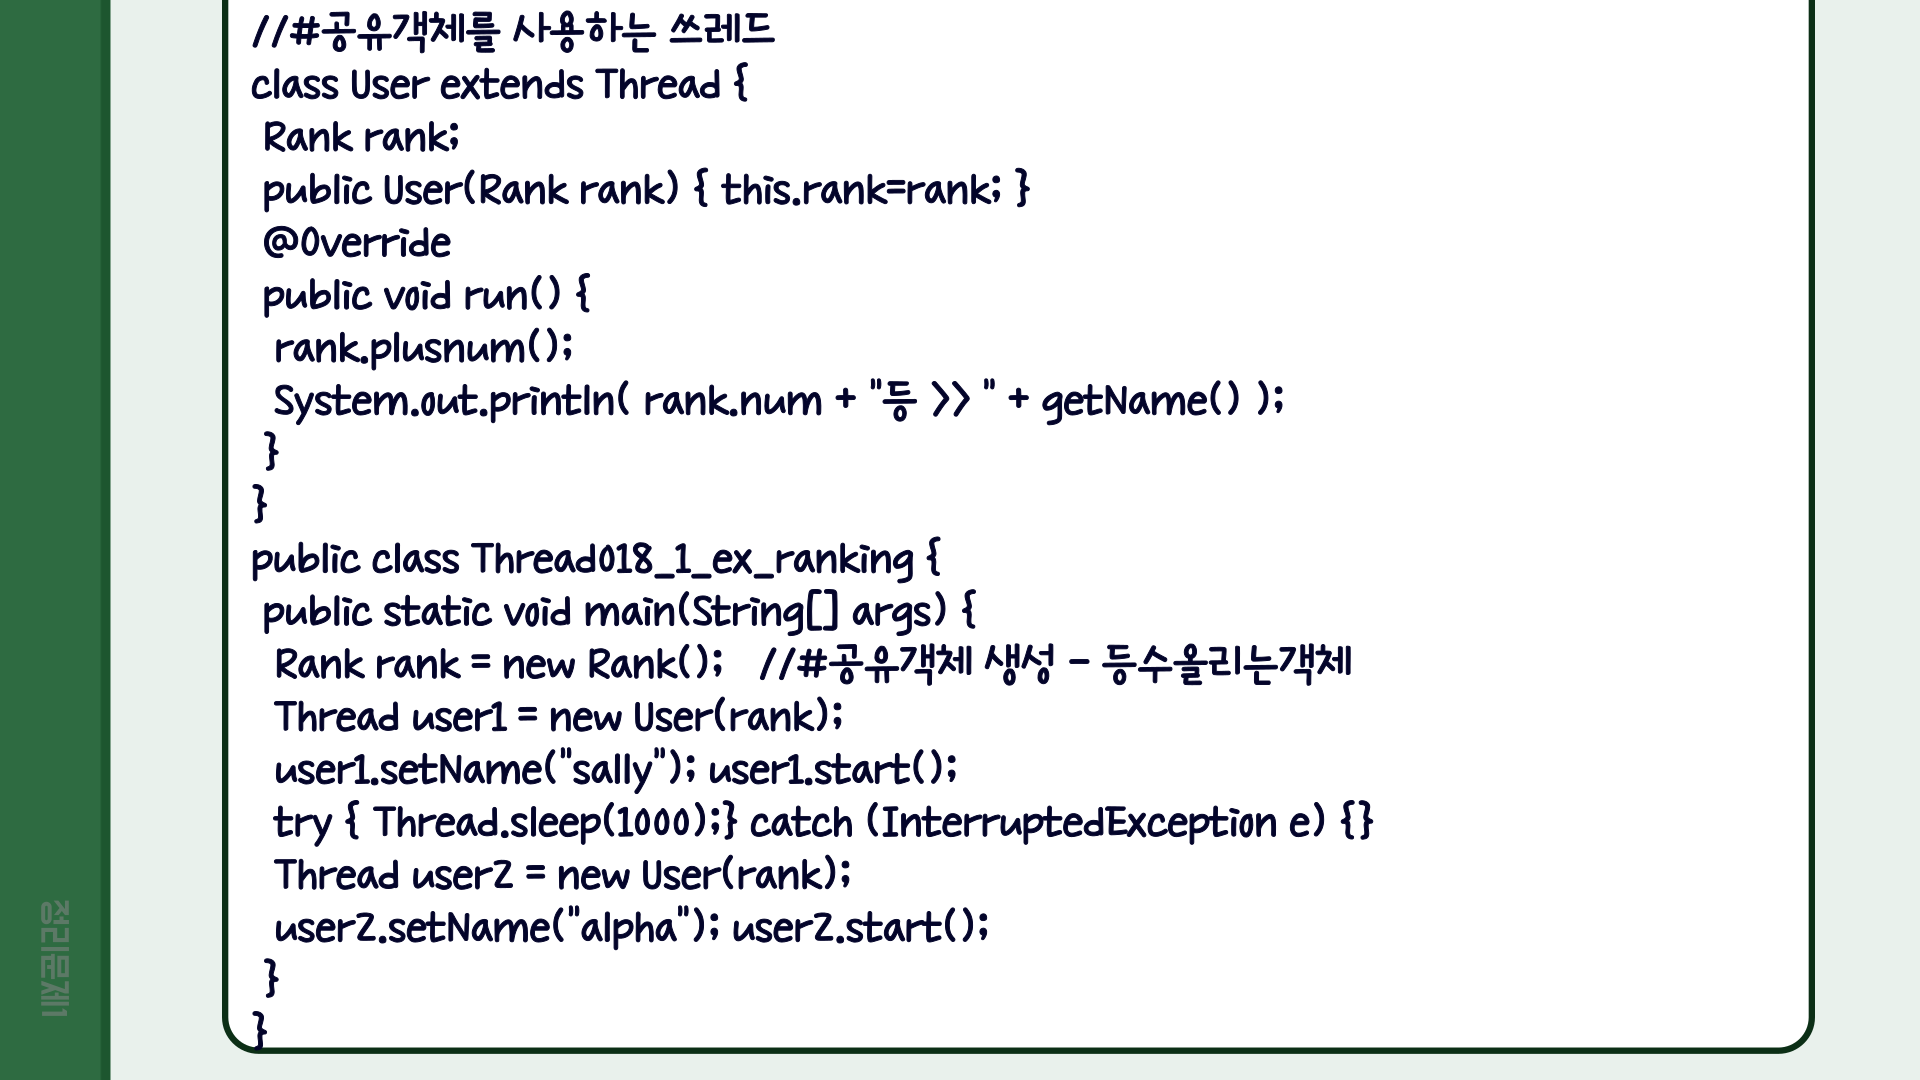 //#공유객체를 사용하는 쓰레드
class User extends Thread {
 Rank rank;
 public User(Rank rank) { this.rank=rank; }
 @Override
 public void run() {
  rank.plusnum();
  System.out.println( rank.num + "등 >> " + getName() );
 }
}
public class Thread018_1_ex_ranking {
 public static void main(String[] args) {
  Rank rank = new Rank();   //#공유객체 생성 - 등수올리는객체
  Thread user1 = new User(rank);
  user1.setName("sally"); user1.start();
  try { Thread.sleep(1000);} catch (InterruptedException e) {}
  Thread user2 = new User(rank);
  user2.setName("alpha"); user2.start();
 }
}
정리문제1